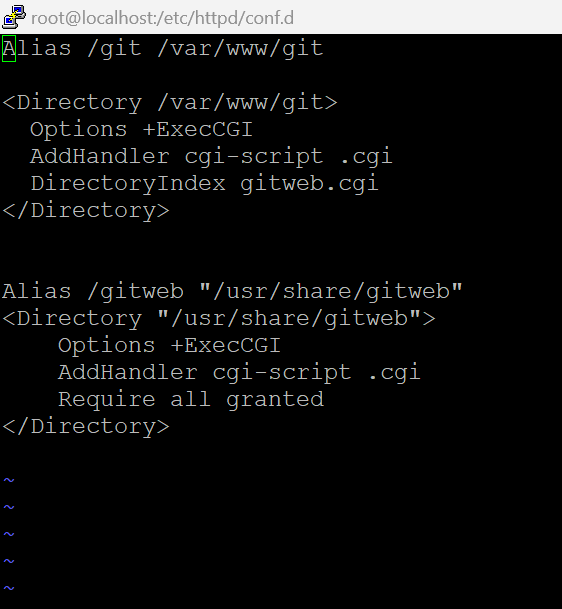 root@localhost:/etc/httpd/conf.d
Alias /git /var/www/git
<Directory /var/www/git>
  Options +ExecCGI
  AddHandler cgi-script .cgi
  DirectoryIndex gitweb.cgi
</Directory>
Alias /gitweb "/usr/share/gitweb"
<Directory "/usr/share/gitweb">
    Options +ExecCGI
    AddHandler cgi-script .cgi
    Require all granted
</Directory>
~
~
~
~
~